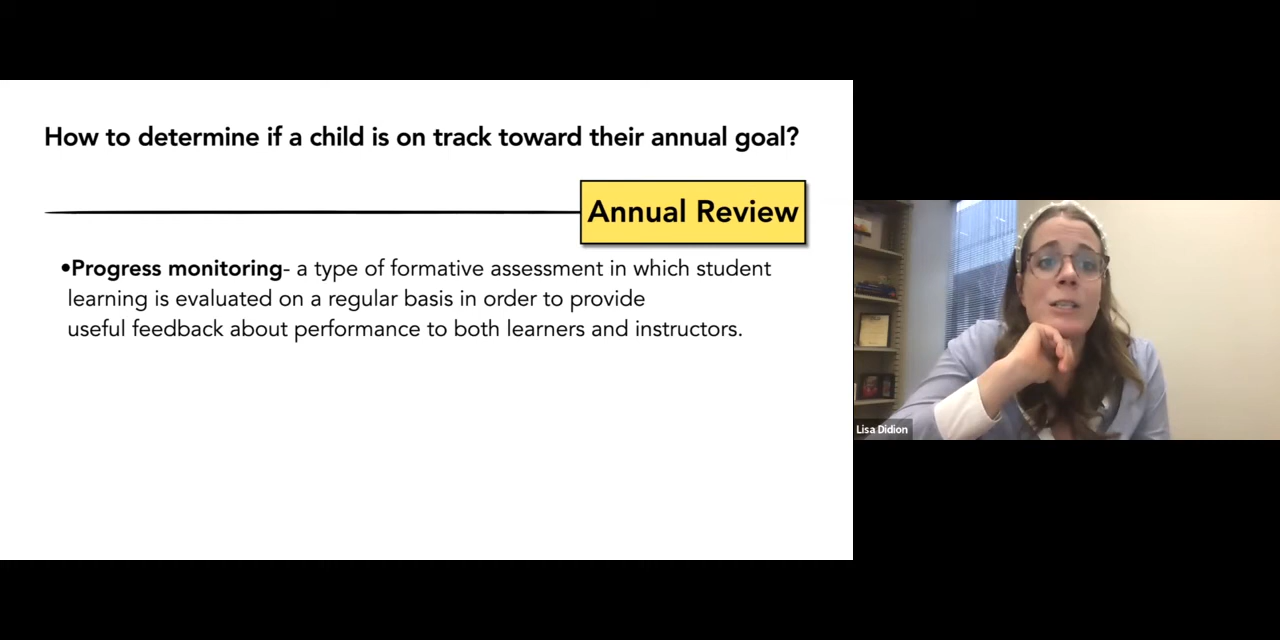 How to determine if a child is on track toward their annual goal?
Annual Review
•Progress monitoring- a type of formative assessment in which student
learning is evaluated on a regular basis in order to provide
useful feedback about performance to both learners and instructors.
Lisa Didion